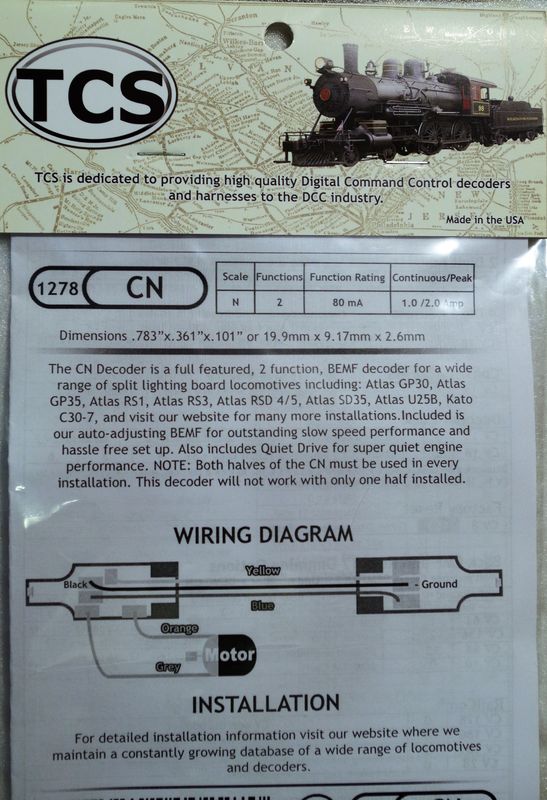 TCS
TCS is dedicated to providing high quality Digital Command Control decoders
and harnesses to the DCC industry.
Made in the USA
1278 CN
Scale Functions Function Rating Continuous/Peak
N 2 80 mA 1.0 /2.0 Amp
Dimensions .783"x.361"x.101" or 19.9mm x 9.17mm x 2.6mm
The CN Decoder is a full featured, 2 function, BEMF decoder for a wide
range of split lighting board locomotives including: Atlas GP30, Atlas
GP35, Atlas RS1, Atlas RS3, Atlas RSD 4/5, Atlas SD35, Atlas U25B, Kato
C30-7, and visit our website for many more installations.Included is
our auto-adjusting BEMF for outstanding slow speed performance and
hassle free set up. Also includes Quiet Drive for super quiet engine
performance. NOTE: Both halves of the CN must be used in every
installation. This decoder will not work with only one half installed.
WIRING DIAGRAM
Yellow
Black
- Ground
Blue
Orange
Motor
Grey
INSTALLATION
For detailed installation information visit our website where we
maintain a constantly growing database of a wide range of locomotives
and decoders.